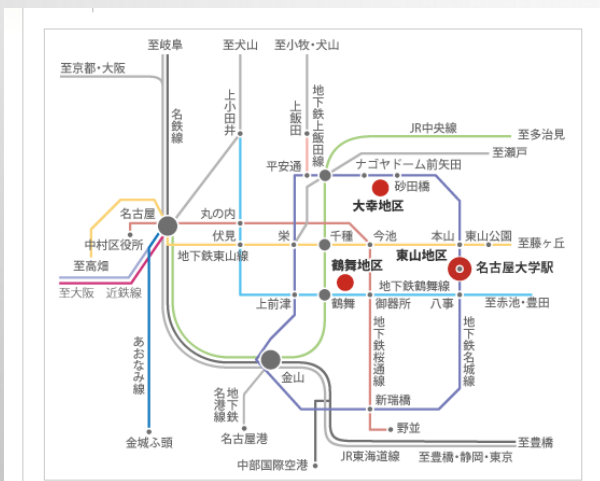 至岐阜
至犬山
至小牧・犬山
至京都・大阪
名鉄線
上小田井
上飯田
地下鉄上飯田線
JR中央線
至多治見
至瀬戸
平安通
ナゴヤドーム前矢田
砂田橋
大幸地区
名古屋
丸の内
中村区役所
伏見
栄
千種
今池
本山
東山公園
至藤ヶ丘
地下鉄東山線
東山地区
至高畑
鶴舞地区
名古屋大学駅
地下鉄鶴舞線
至大阪
近鉄線
上前津
鶴舞
御器所
八事
至赤池・豊田
あおなみ線
地下鉄桜通線
地下鉄名城線
金山
地下鉄名港線
新瑞橋
金城ふ頭
名古屋港
野並
至豊橋
中部国際空港
JR東海道線
至豊橋・静岡・東京